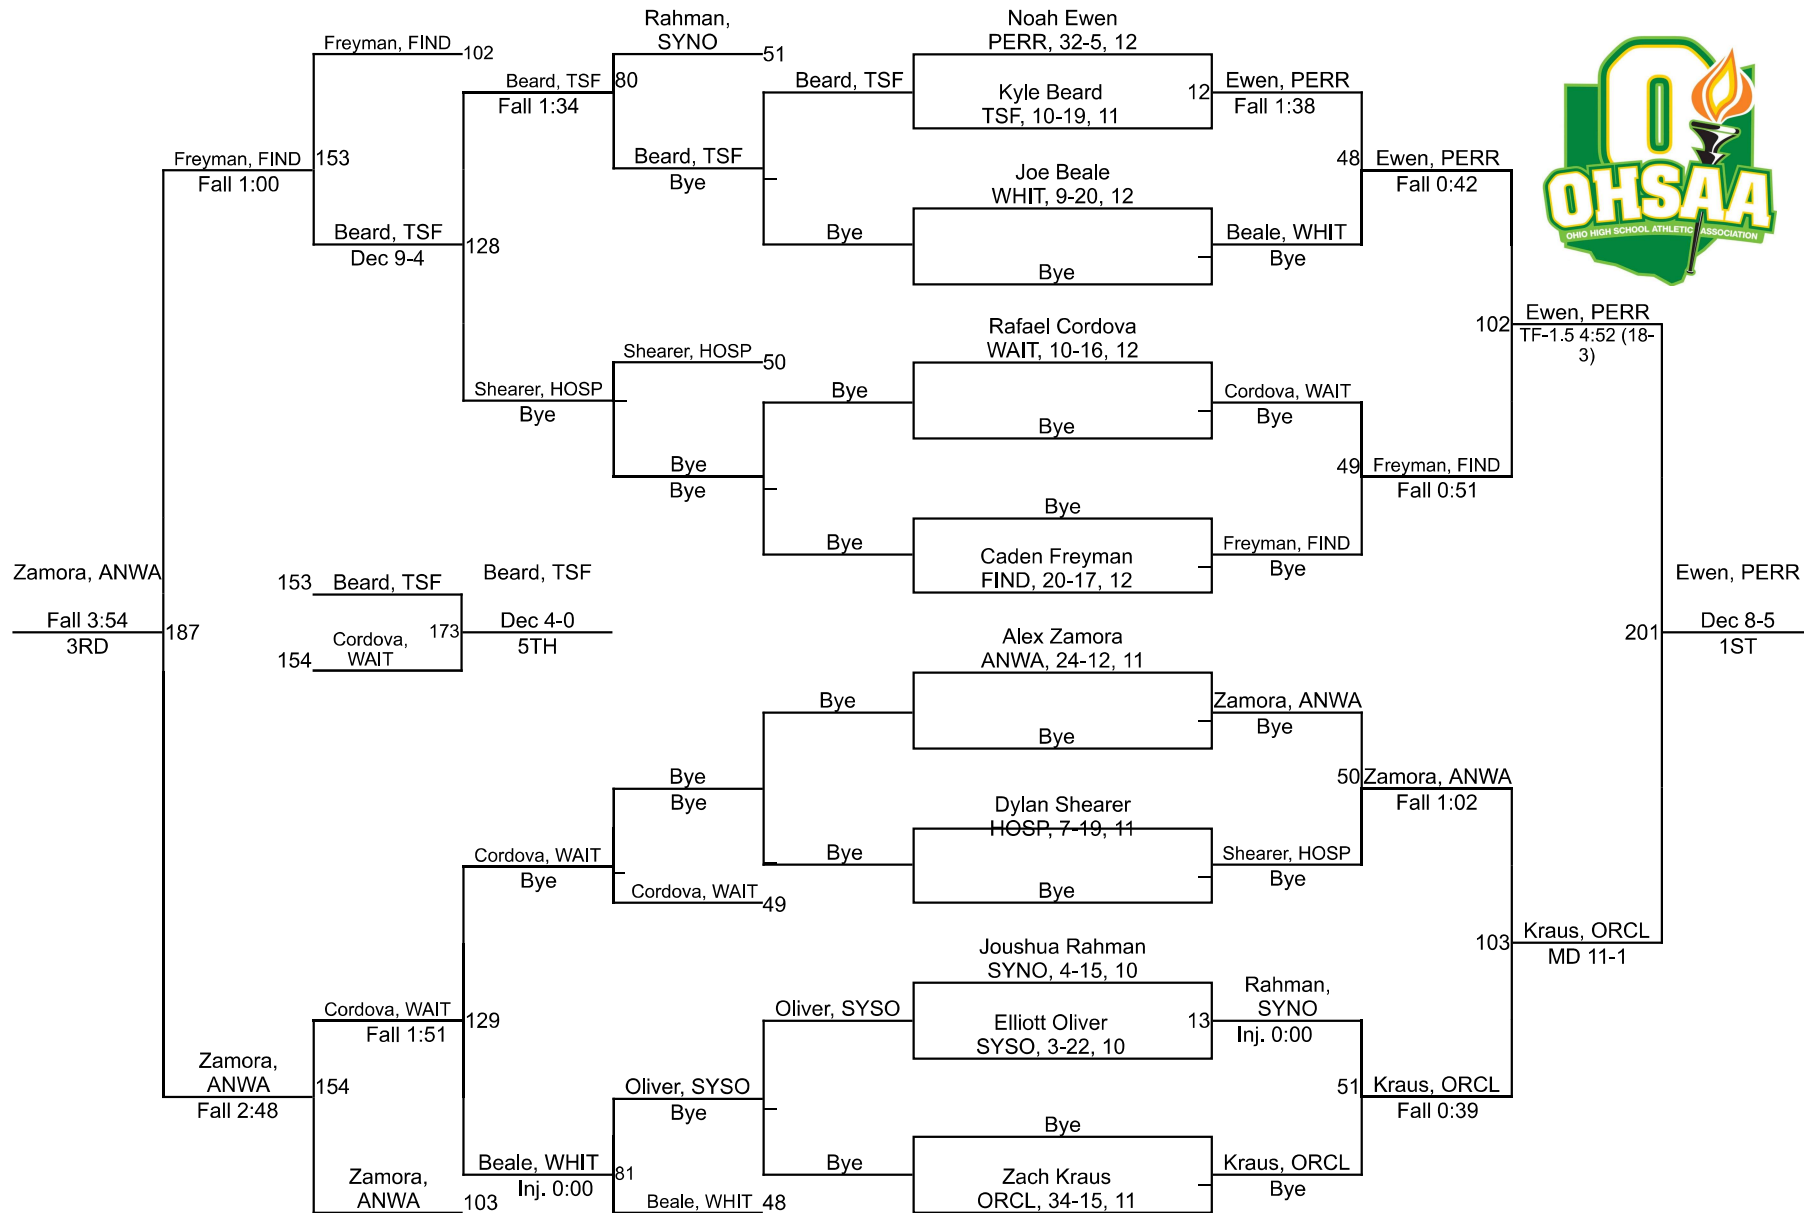 Freyman, FIND
102
Beard, TSF
Fall 1:34
80
Rahman,
SYNO
51
Beard, TSF
Bye
Beard, TSF
Freyman, FIND
Fall 1:00
153
Beard, TSF
Dec 9-4
128
Bye
Shearer, HOSP
50
Shearer, HOSP
Bye
Bye
Bye
Bye
Bye
Zamora, ANWA
Fall 3:54
3RD
187
153
Beard, TSF
154
Cordova,
WAIT
173
Beard, TSF
Dec 4-0
5TH
Bye
Bye
Bye
Bye
Cordova, WAIT
Bye
Cordova, WAIT
49
Cordova, WAIT
Fall 1:51
129
Zamora,
ANWA
Fall 2:48
154
Zamora,
ANWA
103
Beale, WHIT
Inj. 0:00
81
Oliver, SYSO
Bye
Beale, WHIT
48
Oliver, SYSO
Bye
Noah Ewen
PERR, 32-5, 12
Kyle Beard
TSF, 10-19, 11
12
Ewen, PERR
Fall 1:38
Joe Beale
WHIT, 9-20, 12
Bye
Beale, WHIT
Bye
48
Ewen, PERR
Fall 0:42
Rafael Cordova
WAIT, 10-16, 12
Bye
Cordova, WAIT
Bye
Bye
Caden Freyman
FIND, 20-17, 12
Freyman, FIND
Bye
49
Freyman, FIND
Fall 0:51
102
Ewen, PERR
TF-1.5 4:52 (18-
3)
Alex Zamora
ANWA, 24-12, 11
Bye
Zamora, ANWA
Bye
Dylan Shearer
HOSP, 7-19, 11
Bye
Shearer, HOSP
Bye
50
Zamora, ANWA
Fall 1:02
Joushua Rahman
SYNO, 4-15, 10
Elliott Oliver
SYSO, 3-22, 10
13
Rahman,
SYNO
Inj. 0:00
Bye
Zach Kraus
ORCL, 34-15, 11
Kraus, ORCL
Bye
51
Kraus, ORCL
Fall 0:39
103
Kraus, ORCL
MD 11-1
201
Ewen, PERR
Dec 8-5
1ST
O
OHSAA
OHIO HIGH SCHOOL ATHLETIC ASSOCIATION